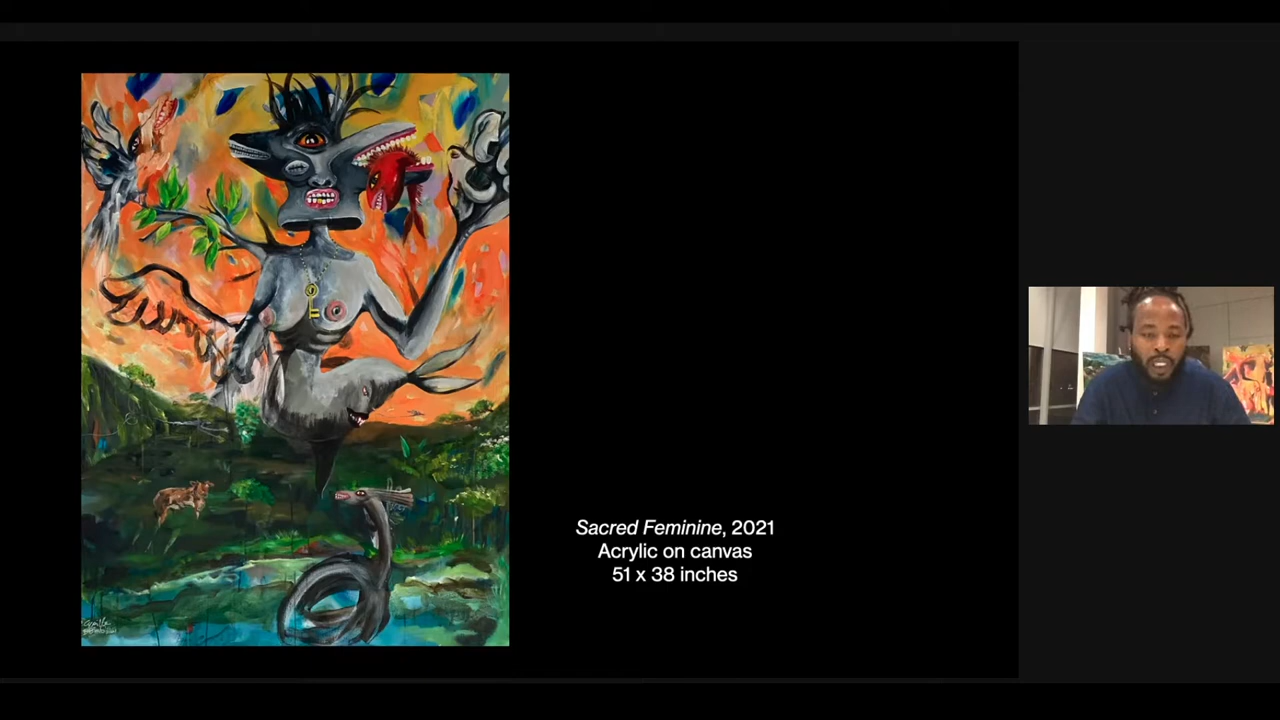 Sacred Feminine, 2021
Acrylic on canvas
51 x 38 inches